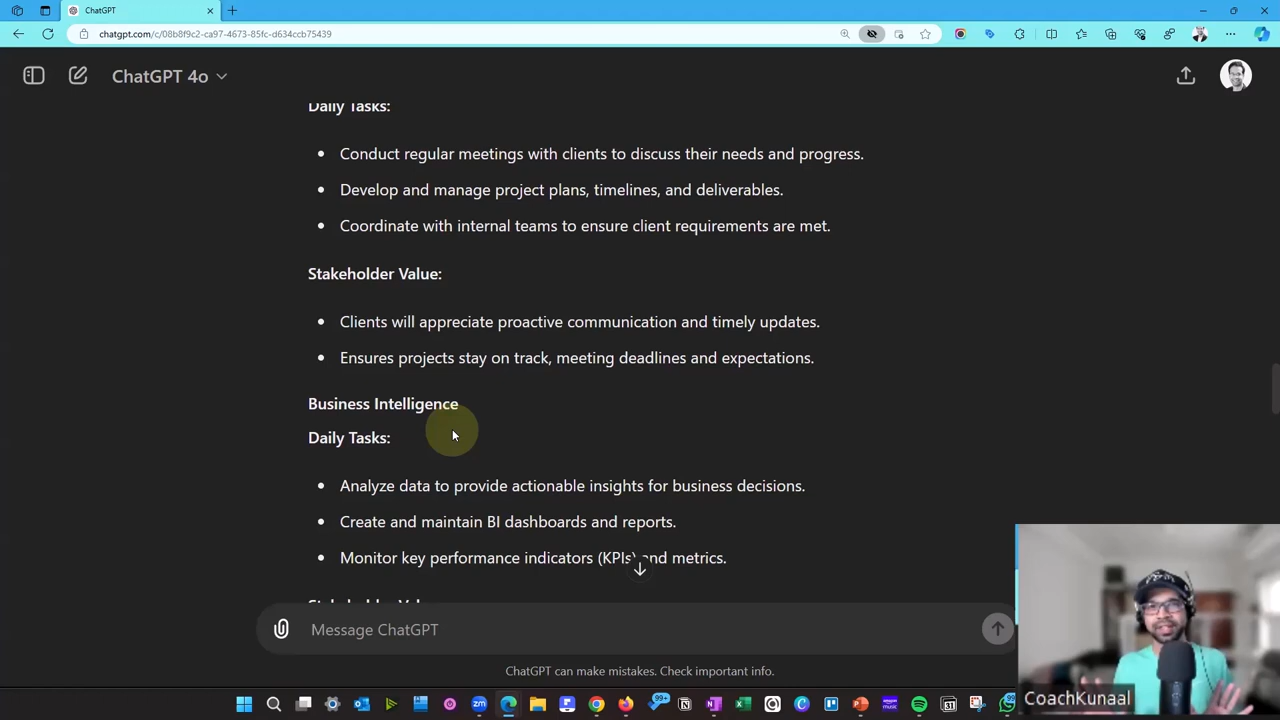 ChatGPT
chatgpt.com/c/08b8f9c2-ca97-4673-85fc-d634ccb75439
ChatGPT 4o
Daily Tasks:
Conduct regular meetings with clients to discuss their needs and progress.
Develop and manage project plans, timelines, and deliverables.
Coordinate with internal teams to ensure client requirements are met.
Stakeholder Value:
Clients will appreciate proactive communication and timely updates.
Ensures projects stay on track, meeting deadlines and expectations.
Business Intelligence
Daily Tasks:
Analyze data to provide actionable insights for business decisions.
Create and maintain BI dashboards and reports.
Monitor key performance indicators (KPIs) and metrics.
Message ChatGPT
ChatGPT can make mistakes. Check important info.
CoachKunaal
99+